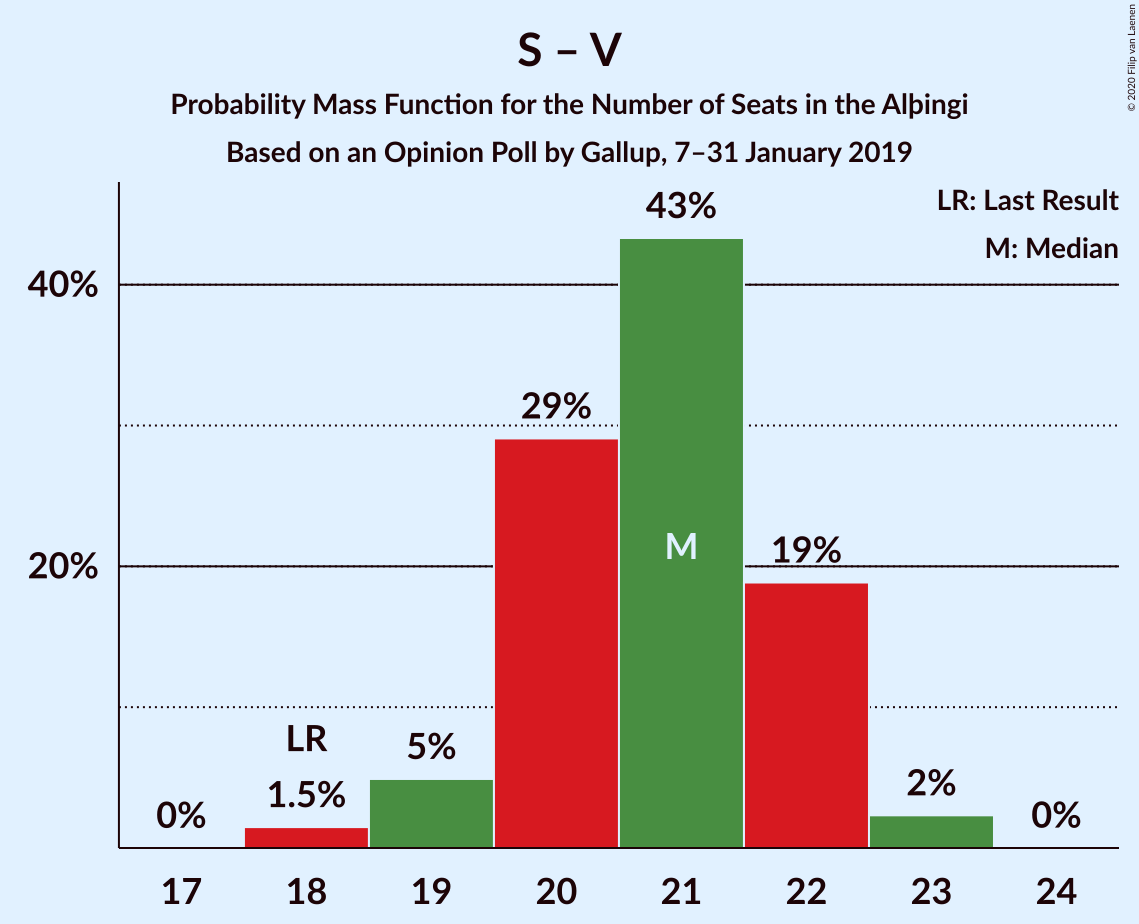 S – V
Probability Mass Function for the Number of Seats in the Alþingi
Based on an Opinion Poll by Gallup, 7–31 January 2019
© 2020 Filip van Laenen
LR: Last Result
M: Median
40%
20%
0%
LR
1.5%
5%
29%
43%
M
19%
2%
0%
17 18 19 20 21 22 23 24